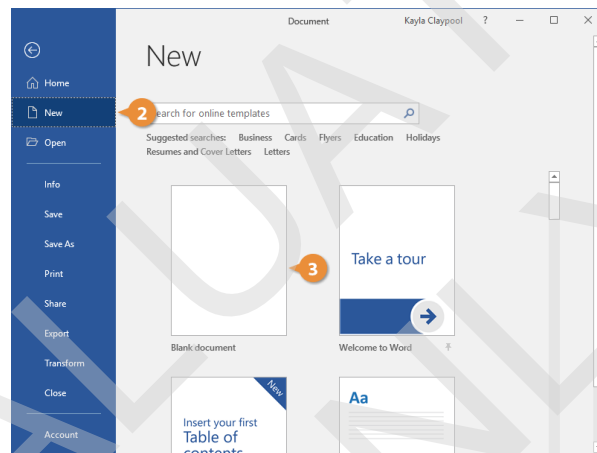 Document Kayla Claypool ?
New
Home
New
2
Search for online templates
Open
Suggested searches: Business Cards Flyers Education Holidays
Resumes and Cover Letters Letters
Info
Save
Save As
Print
Share
Export
Transform
Close
Account
3
Take a tour
Blank document
Welcome to Word
New
Insert your first
Table of
contents
Aa